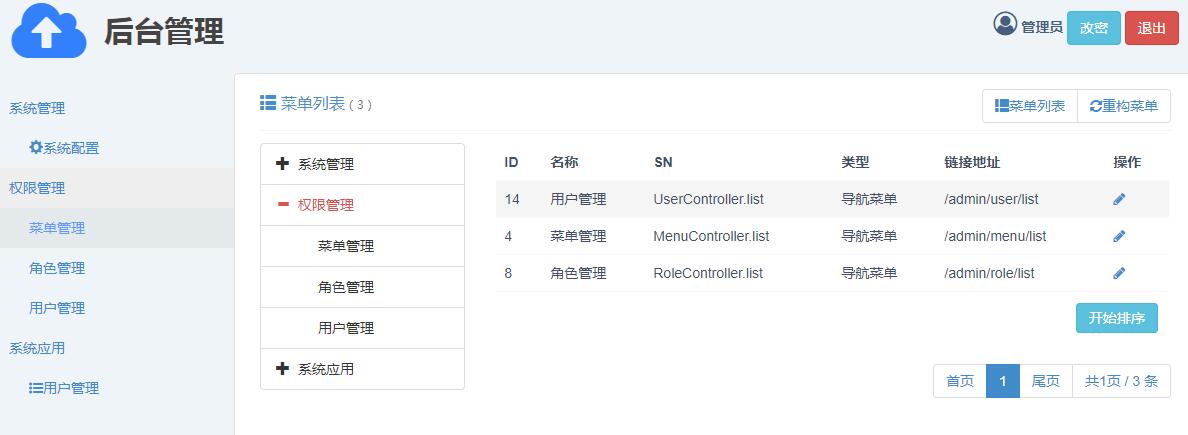 后台管理
管理员 改密 退出
系统管理
系统配置
权限管理
菜单管理
角色管理
用户管理
系统应用
用户管理
菜单列表 ( 3 )
菜单列表 重构菜单
系统管理
权限管理
菜单管理
角色管理
用户管理
系统应用
ID 名称 SN 类型 链接地址 操作
14 用户管理 UserController.list 导航菜单 /admin/user/list
4 菜单管理 MenuController.list 导航菜单 /admin/menu/list
8 角色管理 RoleController.list 导航菜单 /admin/role/list
开始排序
首页 1 尾页 共1页 / 3 条